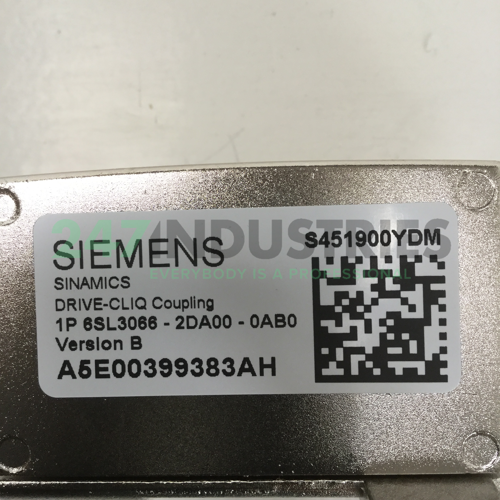 247INDUSTRIES
EVERYBODY IS A PROFESSIONAL
SIEMENS
S451900YDM
SINAMICS
DRIVE-CLIQ Coupling
1P 6SL3066 - 2DA00 - 0AB0
Version B
A5E00399383AH